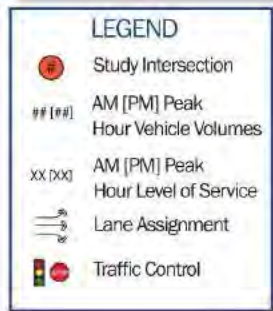 LEGEND
# Study Intersection
## [##] AM [PM] Peak
Hour Vehicle Volumes
XX [XX] AM [PM] Peak
Hour Level of Service
Lane Assignment
Traffic Control